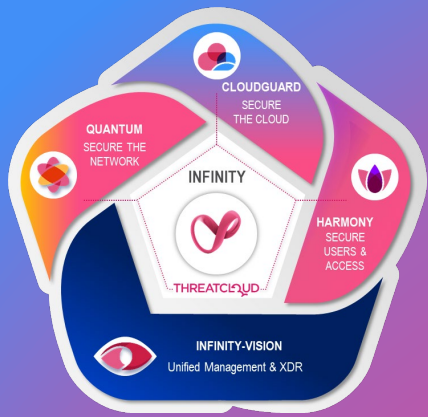 CLOUDGUARD
SECURE
THE CLOUD
QUANTUM
SECURE THE
NETWORK
INFINITY
THREATCLOUD
HARMONY
SECURE
USERS &
ACCESS
INFINITY-VISION
Unified Management & XDR